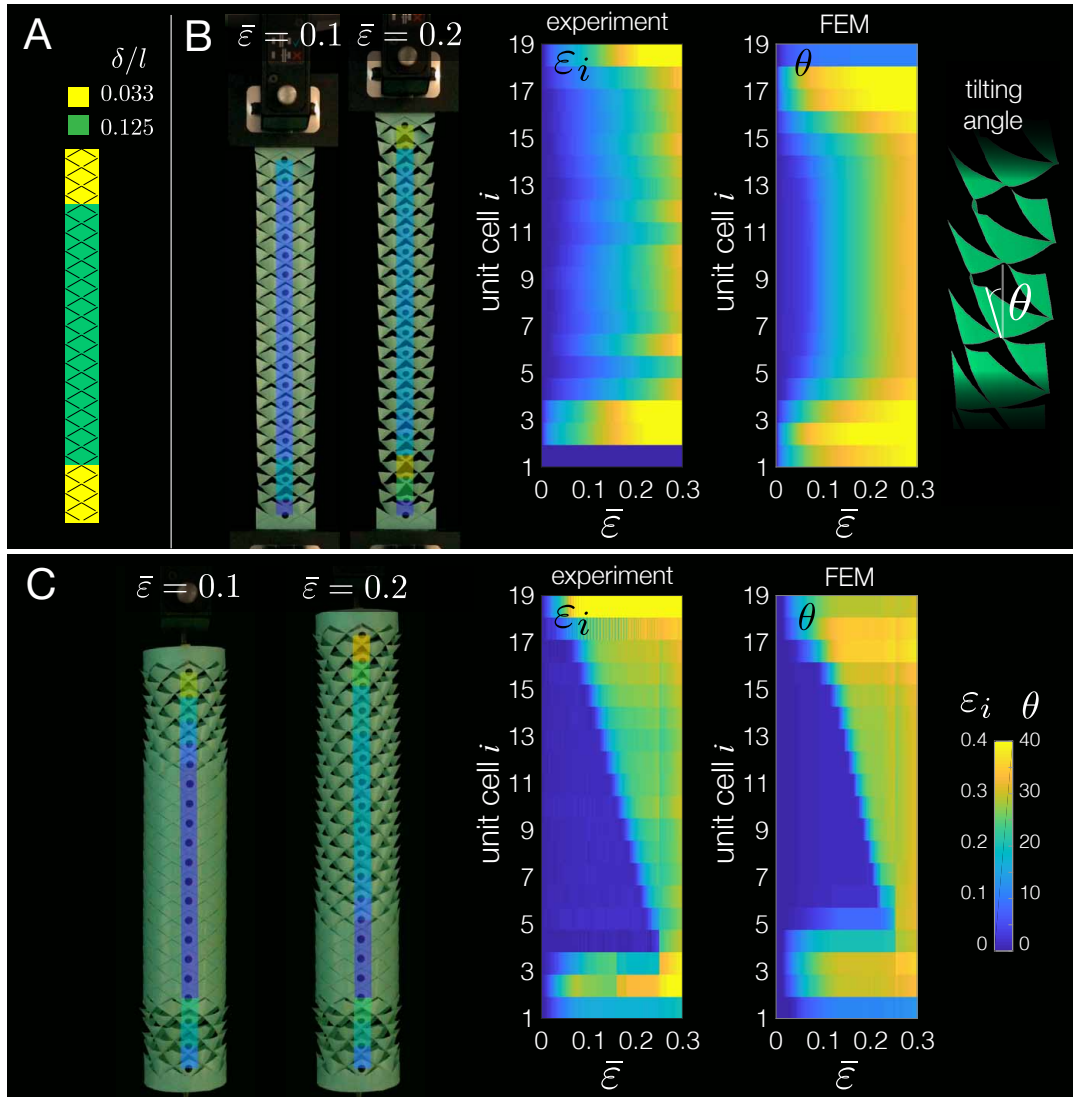 A
δ/l
0.033
0.125
B
ε̄ = 0.1
ε̄ = 0.2
experiment
FEM
εi
θ
unit cell i
19
17
15
13
11
9
7
5
3
1
0 0.1 0.2 0.3
ε̄
unit cell i
19
17
15
13
11
9
7
5
3
1
0 0.1 0.2 0.3
ε̄
tilting
angle
θ
C
ε̄ = 0.1
ε̄ = 0.2
experiment
FEM
εi
θ
unit cell i
19
17
15
13
11
9
7
5
3
1
0 0.1 0.2 0.3
ε̄
unit cell i
19
17
15
13
11
9
7
5
3
1
0 0.1 0.2 0.3
ε̄
εi θ
0.4 40
0.3 30
0.2 20
0.1 10
0 0